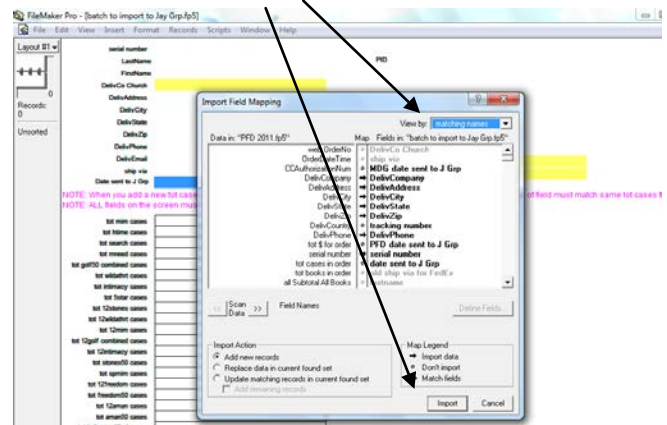 FileMaker Pro - [batch to import to Jay Grp.fp5]
File Edit View Insert Format Records Scripts Window Help
Layout #1
serial number
LastName
PID
FirstName
DelivCo Church
DelivAddress
Records:
0
DelivCity
DelivState
Unsorted
DelivZip
DelivPhone
DelivEmail
ship via
Date sent to J Grp
NOTE: When you add a new tot case
of field must match same tot cases f
NOTE: ALL fields on the screen mus
tot mim cases
tot htime cases
tot search cases
tot mneed cases
tot golf50 combined cases
tot wildathrt cases
tot intimacy cases
tot 5star cases
tot 12stones cases
tot 12wildathrt cases
tot 12mim cases
tot 12golf combined cases
tot 12intimacy cases
tot stones50 cases
tot upmim cases
tot 12freedom cases
tot freedom50 cases
tot 12aman cases
tot aman50 cases
Import Field Mapping
View by: matching names
Data in: "PFD 2011.fp5" Map Fields in: "batch to import to Jay Grp.fp5"
web OrderNo DelivCo Church
OrderDateTime ship via
CCAuthorizationNum MDG date sent to J Grp
DelivCompany DelivCompany
DelivAddress DelivAddress
DelivCity DelivCity
DelivState DelivState
DelivZip DelivZip
DelivCountry tracking number
DelivPhone DelivPhone
tot $ for order PFD date sent to J Grp
serial number serial number
tot cases in order date sent to J Grp
tot books in order old ship via for FedEx
all Subtotal All Books lastname
<< Scan Data >> Field Names
Define Fields...
Import Action
Add new records
Replace data in current found set
Update matching records in current found set
Add remaining records
Map Legend
Import data
Don't import
Match fields
Import Cancel